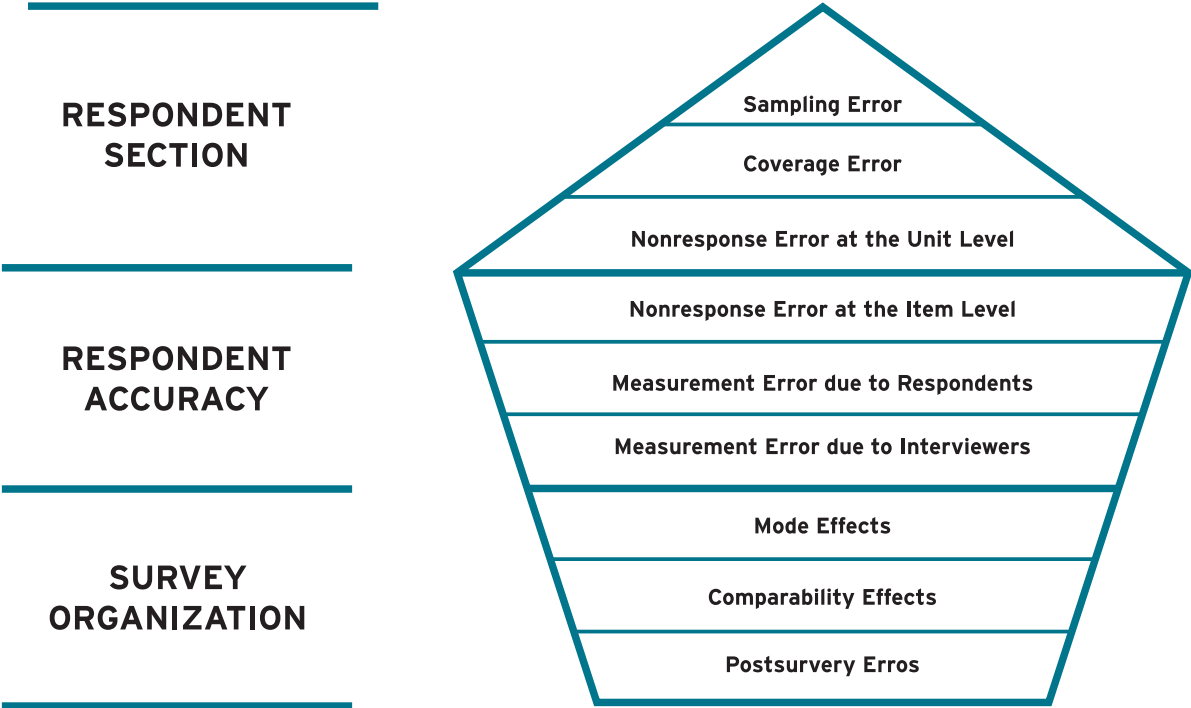 RESPONDENT
SECTION
Sampling Error
Coverage Error
Nonresponse Error at the Unit Level
RESPONDENT
ACCURACY
Nonresponse Error at the Item Level
Measurement Error due to Respondents
Measurement Error due to Interviewers
SURVEY
ORGANIZATION
Mode Effects
Comparability Effects
Postsurvery Erros